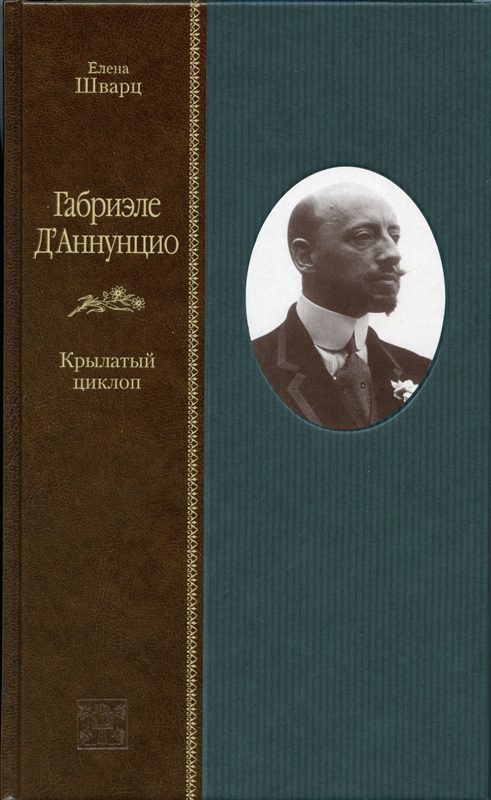 Елена
Шварц
Габриэле
Д'Аннунцио
Крылатый
циклоп